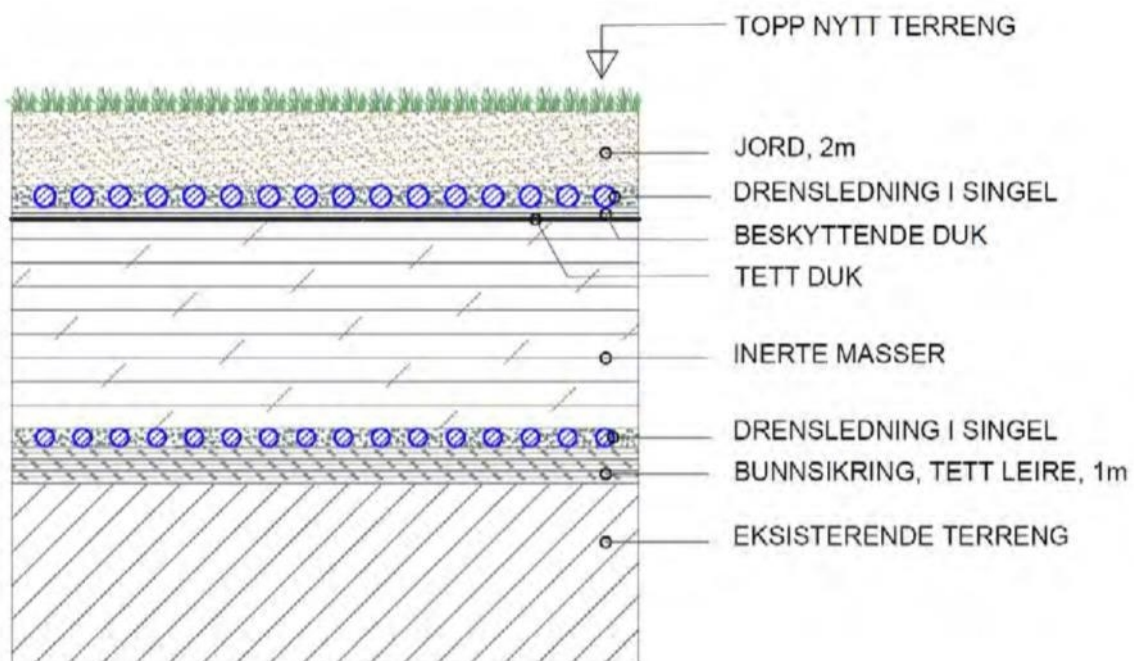 TOPP NYTT TERRENG
JORD, 2m
DRENSLEDNING I SINGEL
BESKYTTENDE DUK
TETT DUK
INERTE MASSER
DRENSLEDNING I SINGEL
BUNNSIKRING, TETT LEIRE, 1m
EKSISTERENDE TERRENG